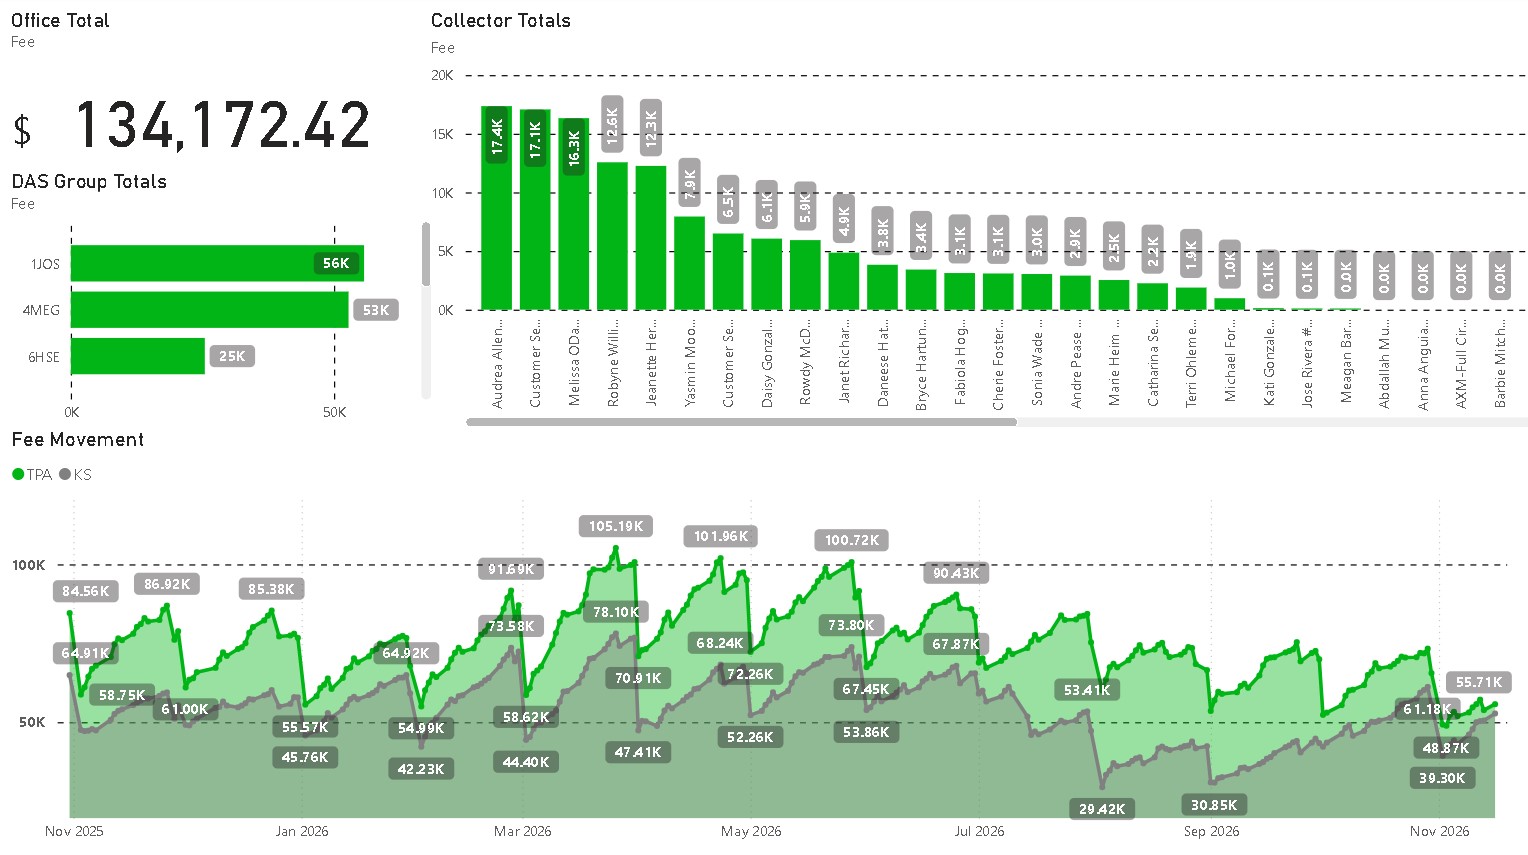 Office Total
Fee
$ 134,172.42
DAS Group Totals
Fee
1JOS 56K
4MEG 53K
6HSE 25K
0K 50K
Collector Totals
Fee
20K
15K
10K
5K
0K
17.4K 17.1K 16.3K 12.6K 12.3K 7.9K 6.5K 6.1K 5.9K 4.9K 3.8K 3.4K 3.1K 3.1K 3.0K 2.9K 2.5K 2.2K 1.9K 1.0K 0.1K 0.1K 0.0K 0.0K 0.0K 0.0K 0.0K
Audrea Allen...
Customer Se...
Melissa ODa...
Robyne Willi...
Jeanette Her...
Yasmin Moo...
Customer Se...
Daisy Gonzal...
Rowdy McD...
Janet Richar...
Daneese Hat...
Bryce Hartun...
Fabiola Hog...
Cherie Foster...
Sonia Wade ...
Andre Pease ...
Marie Heim ...
Catharina Se...
Terri Ohleme...
Michael For...
Kati Gonzale...
Jose Rivera #...
Meagan Bar...
Abdallah Mu...
Anna Anguia...
AXM-Full Cir...
Barbie Mitch...
Fee Movement
TPA KS
100K
50K
105.19K
101.96K
100.72K
84.56K 86.92K 85.38K 91.69K 90.43K
78.10K
73.58K 73.80K
64.91K 64.92K 68.24K 67.87K
70.91K 72.26K
58.75K 67.45K 53.41K 55.71K
61.00K 58.62K 61.18K
55.57K 54.99K 52.26K 53.86K
45.76K 42.23K 44.40K 47.41K 48.87K
39.30K
29.42K 30.85K
Nov 2025 Jan 2026 Mar 2026 May 2026 Jul 2026 Sep 2026 Nov 2026